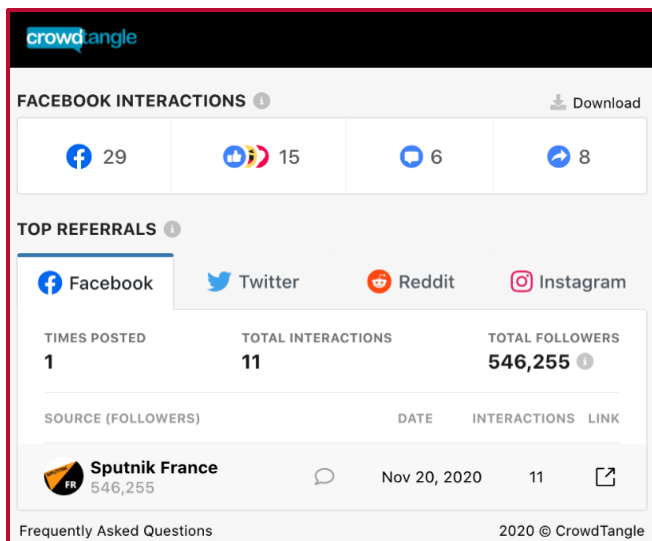 crowdtangle
FACEBOOK INTERACTIONS Download
29 15 6 8
TOP REFERRALS
Facebook Twitter Reddit Instagram
TIMES POSTED TOTAL INTERACTIONS TOTAL FOLLOWERS
1 11 546,255
SOURCE (FOLLOWERS) DATE INTERACTIONS LINK
SPUTNIK FR
Sprutnik France Nov 20, 2020 11
546,255
Frequently Asked Questions 2020 © CrowdTangle